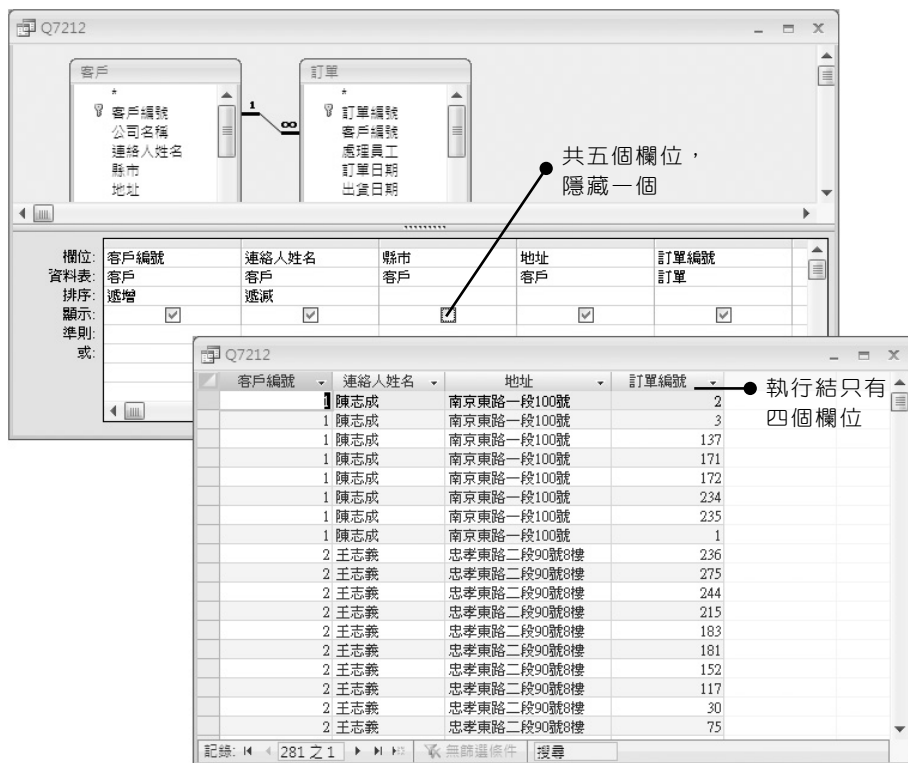 Q7212
客戶
*
客戶編號
公司名稱
連絡人姓名
縣市
地址
1
∞
訂單
*
訂單編號
客戶編號
處理員工
訂單日期
出貨日期
共五個欄位，
隱藏一個
欄位: 客戶編號 連絡人姓名 縣市 地址 訂單編號
資料表: 客戶 客戶 客戶 客戶 訂單
排序: 遞增 遞減
顯示:
準則:
或:
Q7212
客戶編號 連絡人姓名 地址 訂單編號
1 陳志成 南京東路一段100號 2
1 陳志成 南京東路一段100號 3
1 陳志成 南京東路一段100號 137
1 陳志成 南京東路一段100號 171
1 陳志成 南京東路一段100號 172
1 陳志成 南京東路一段100號 234
1 陳志成 南京東路一段100號 235
1 陳志成 南京東路一段100號 1
2 王志義 忠孝東路二段90號8樓 236
2 王志義 忠孝東路二段90號8樓 275
2 王志義 忠孝東路二段90號8樓 244
2 王志義 忠孝東路二段90號8樓 215
2 王志義 忠孝東路二段90號8樓 183
2 王志義 忠孝東路二段90號8樓 181
2 王志義 忠孝東路二段90號8樓 152
2 王志義 忠孝東路二段90號8樓 117
2 王志義 忠孝東路二段90號8樓 30
2 王志義 忠孝東路二段90號8樓 75
執行結只有
四個欄位
記錄: 281 之 1 無篩選條件 搜尋